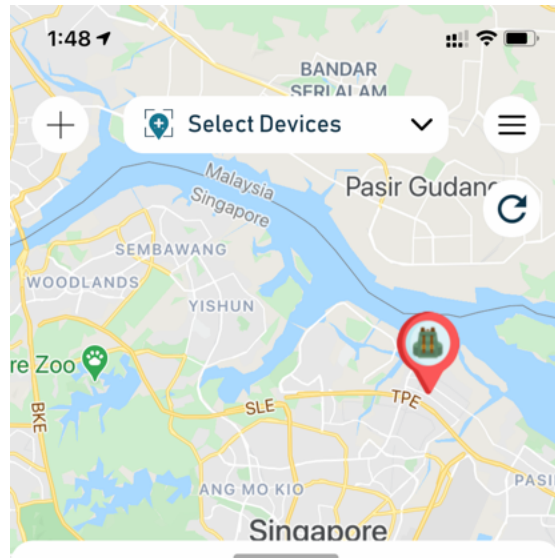 1:48
BANDAR
SERI ALAM
Select Devices
Malaysia
Singapore
Pasir Gudang
SEMBAWANG
WOODLANDS
YISHUN
re Zoo
BKE
SLE
TPE
PASI
ANG MO KIO
Singapore